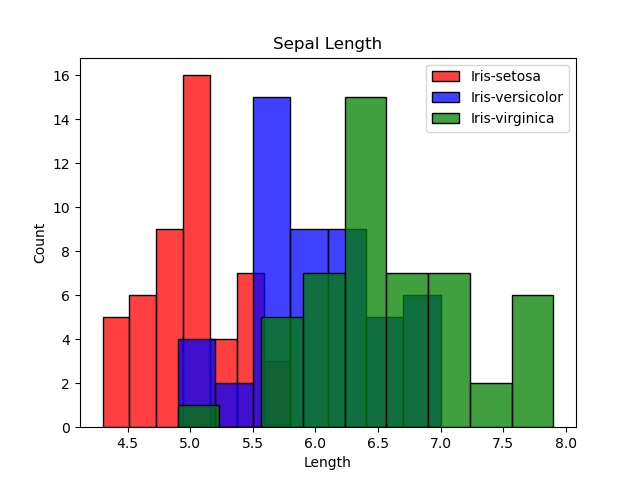 Sepal Length
Iris-setosa
Iris-versicolor
Iris-virginica
16
14
12
10
8
6
4
2
0
Count
4.5 5.0 5.5 6.0 6.5 7.0 7.5 8.0
Length